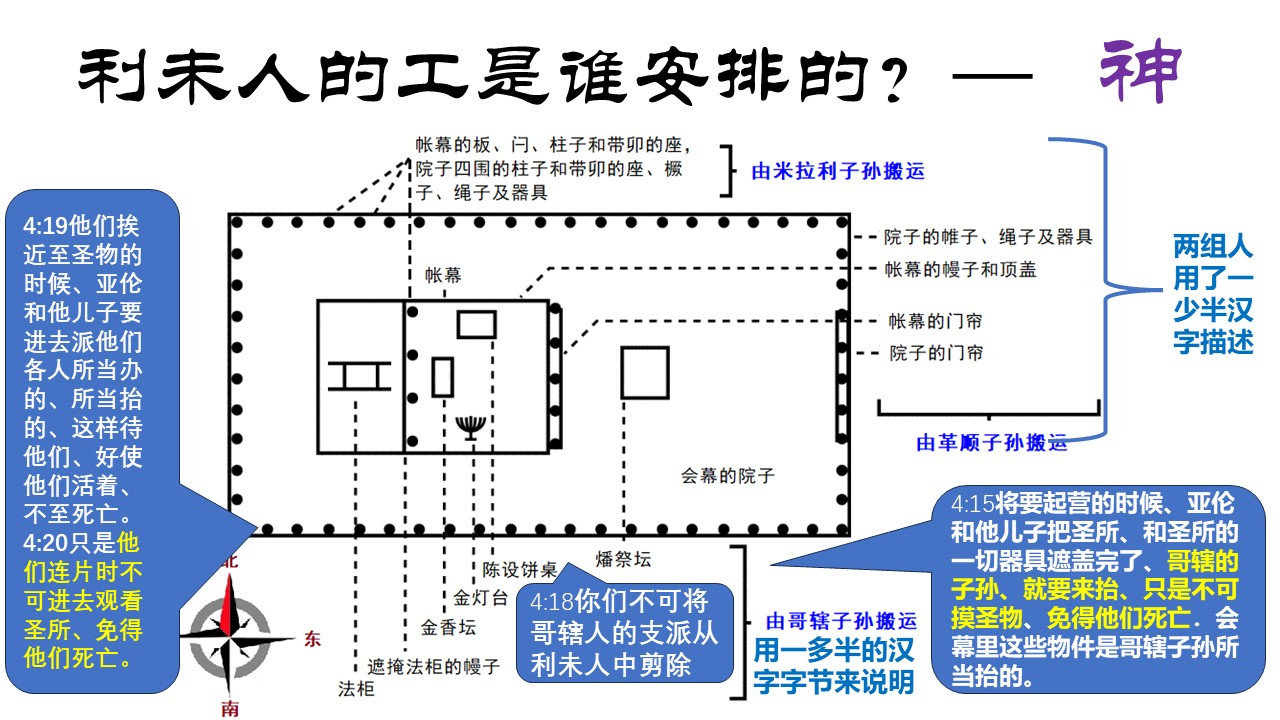 利未人的工是谁安排的？— 神
帐幕的板、闩、柱子和带卯的座，
院子四围的柱子和带卯的座、橛
子、绳子及器具
由米拉利子孙搬运
4:19他们挨
近至圣物的
时候、亚伦
和他儿子要
进去派他们
各人所当办
的、所当抬
的、这样待
他们、好使
他们活着、
不至死亡。
4:20只是他
们连片时不
可进去观看
圣所、免得
他们死亡。
院子的帷子、绳子及器具
帐幕的幔子和顶盖
帐幕的门帘
院子的门帘
由革顺子孙搬运
两组人
用了一
少半汉
字描述
帐幕
会幕的院子
燔祭坛
陈设饼桌
金灯台
金香坛
遮掩法柜的幔子
法柜
北
东
南
4:18你们不可将
哥辖人的支派从
利未人中剪除
由哥辖子孙搬运
用一多半的汉
字字节来说明
4:15将要起营的时候、亚伦
和他儿子把圣所、和圣所的
一切器具遮盖完了、哥辖的
子孙、就要来抬、只是不可
摸圣物、免得他们死亡．会
幕里这些物件是哥辖子孙所
当抬的。